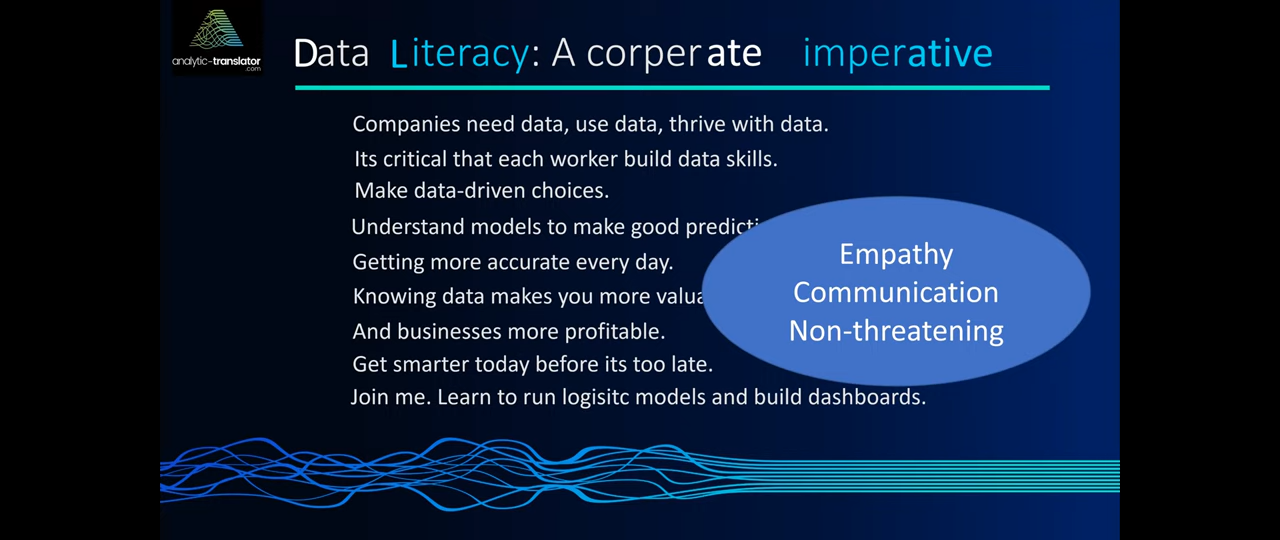 analytic-translator
.com
Data Literacy: A corperate imperative
Companies need data, use data, thrive with data.
Its critical that each worker build data skills.
Make data-driven choices.
Understand models to make good
Getting more accurate every day.
Knowing data makes you more
And businesses more profitable.
Get smarter today before its too late.
Join me. Learn to run logisitc models and build dashboards.
Empathy
Communication
Non-threatening